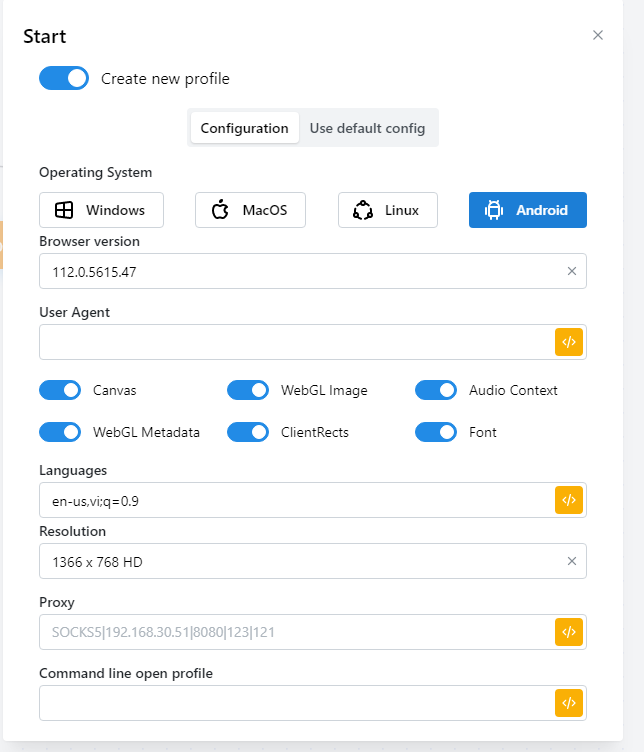 Start
Create new profile
Configuration Use default config
Operating System
Windows MacOS Linux Android
Browser version
112.0.5615.47
User Agent
Canvas WebGL Image Audio Context
WebGL Metadata ClientRects Font
Languages
en-us,vi;q=0.9
Resolution
1366 x 768 HD
Proxy
SOCKS5|192.168.30.51|8080|123|121
Command line open profile